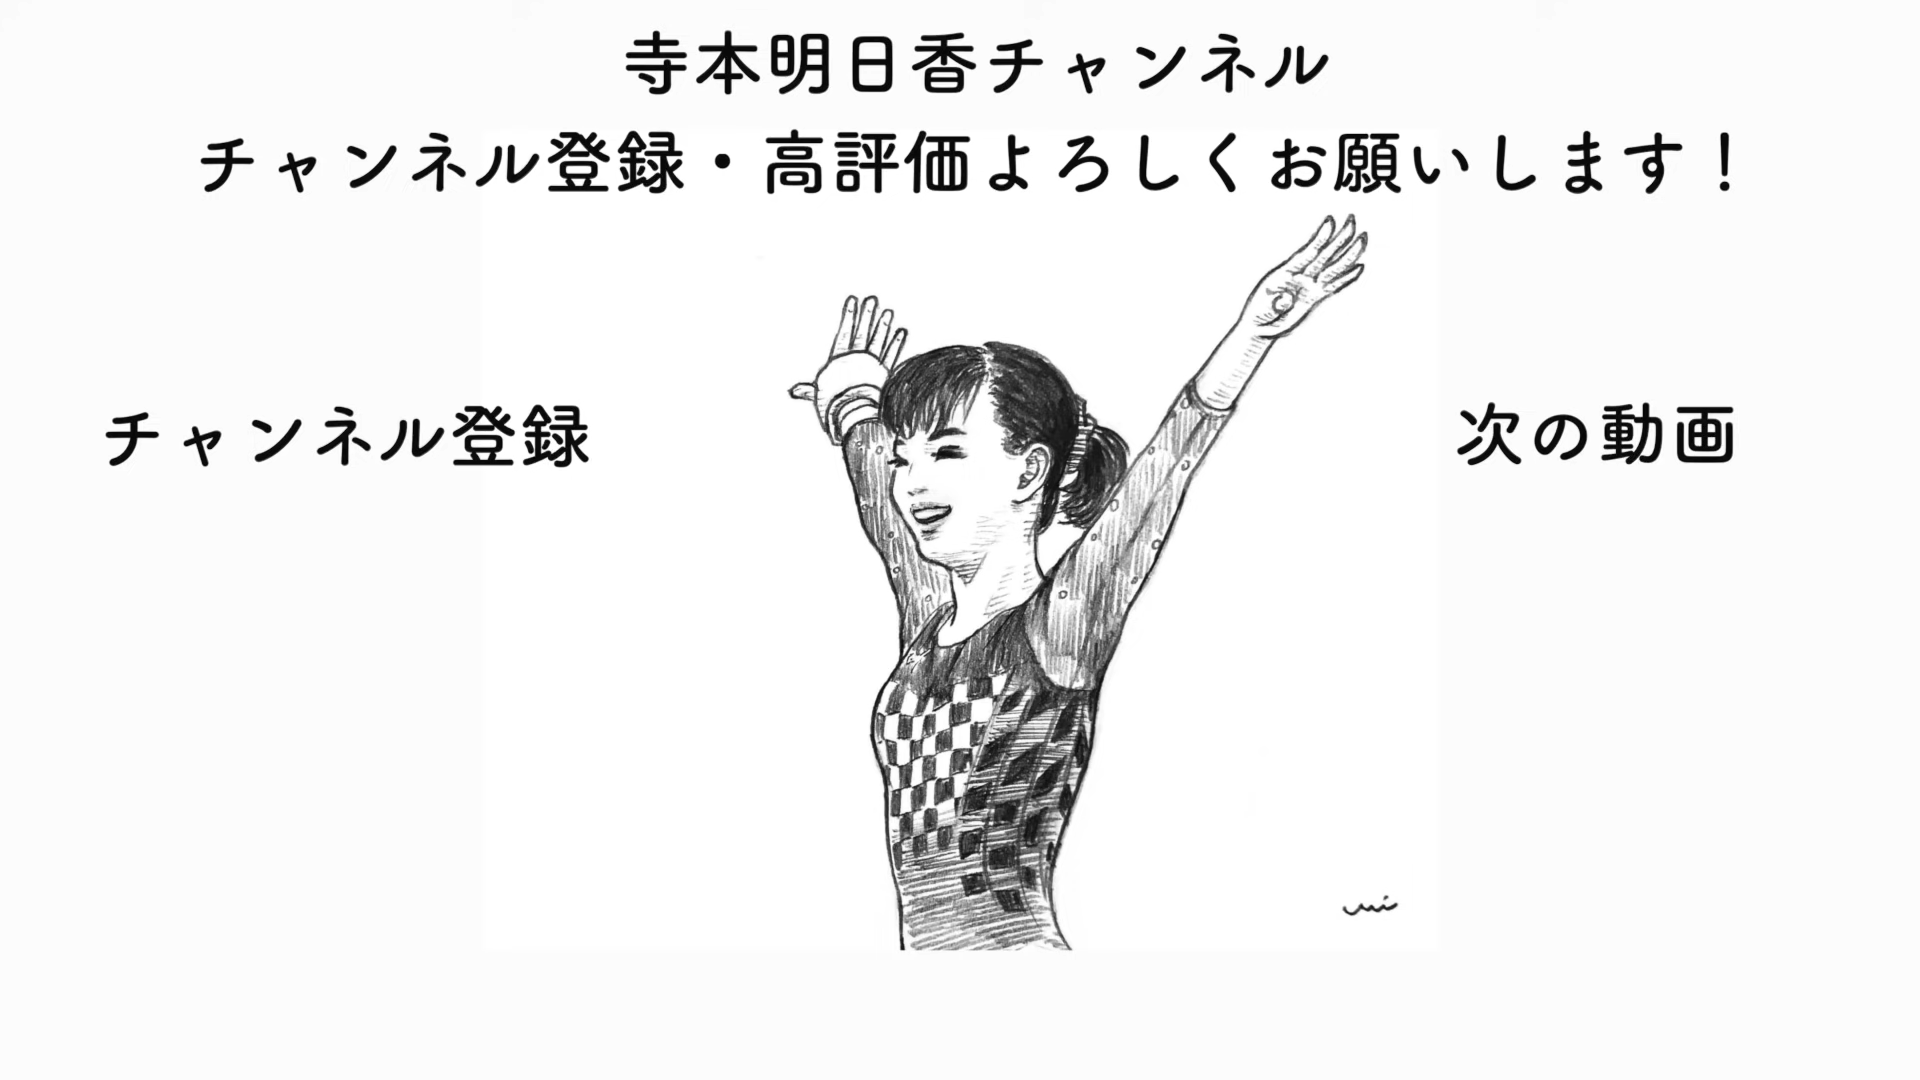 寺本明日香チャンネル
チャンネル登録・高評価よろしくお願いします！
チャンネル登録
次の動画